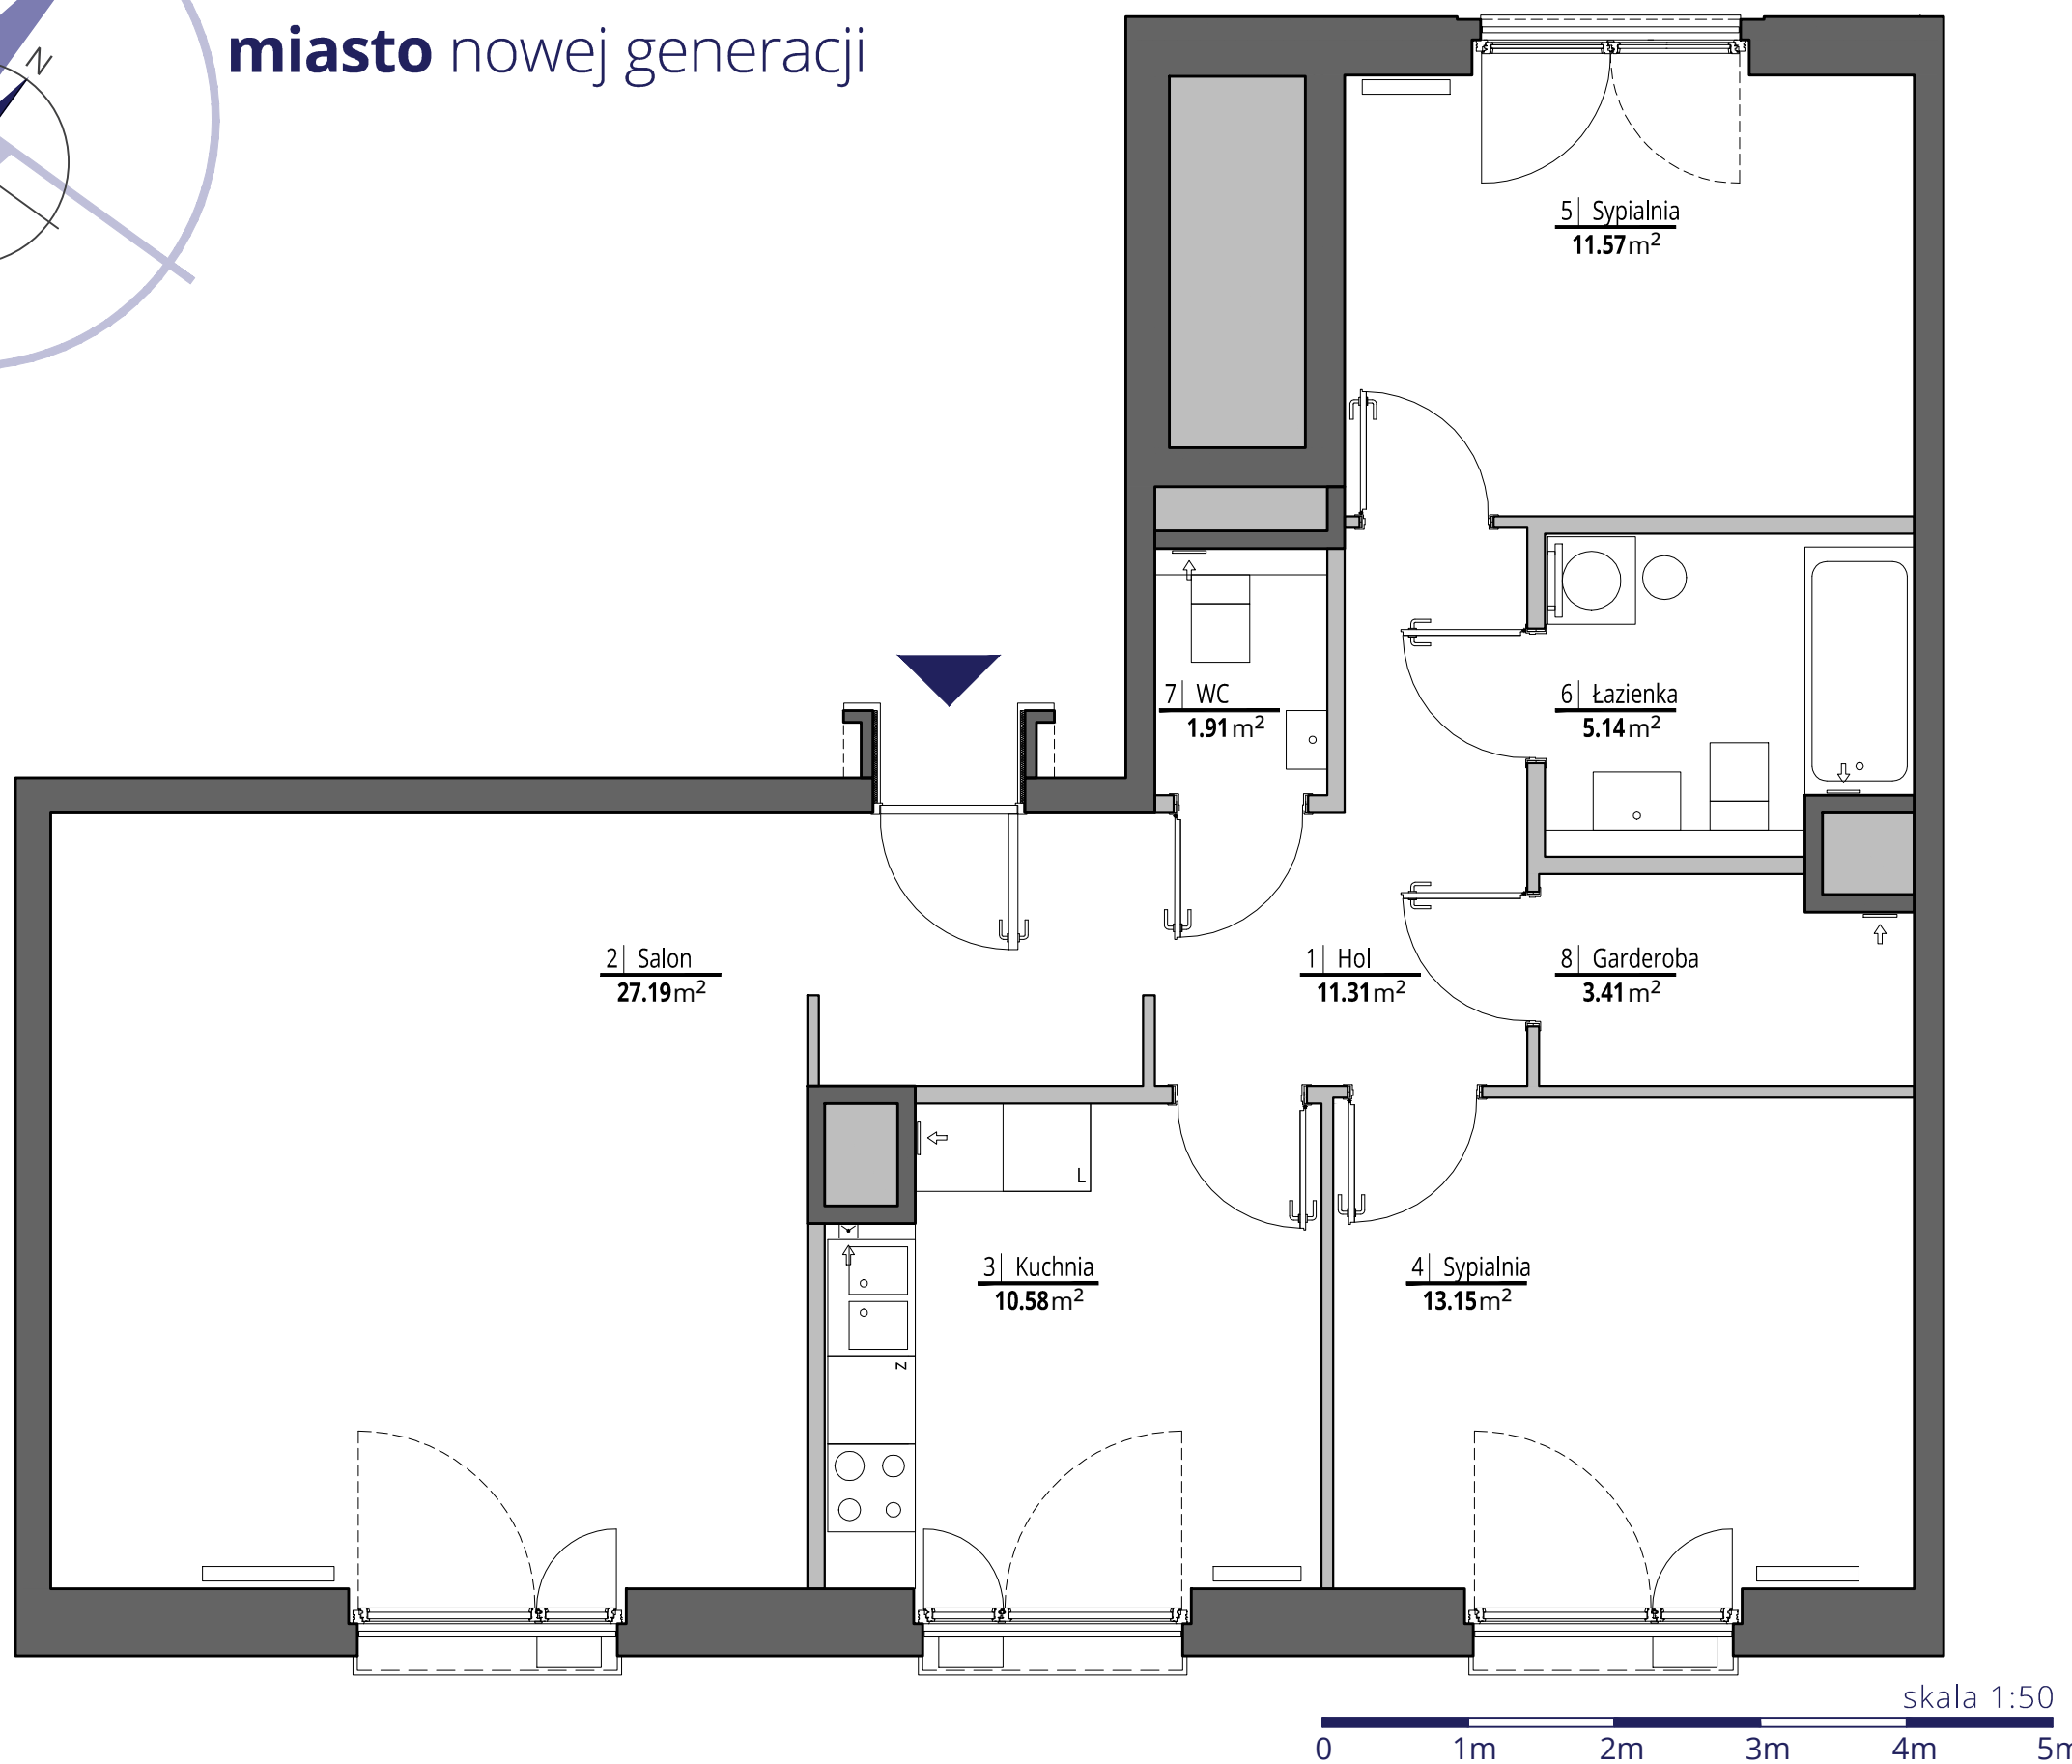 N
miasto nowej generacji
5| Sypialnia
11.57m²
7| WC
1.91m²
6| Łazienka
5.14m²
2| Salon
27.19m²
1| Hol
11.31m²
8| Garderoba
3.41m²
L
3| Kuchnia
10.58m²
4| Sypialnia
13.15m²
Z
skala 1:50
0 1m 2m 3m 4m 5m